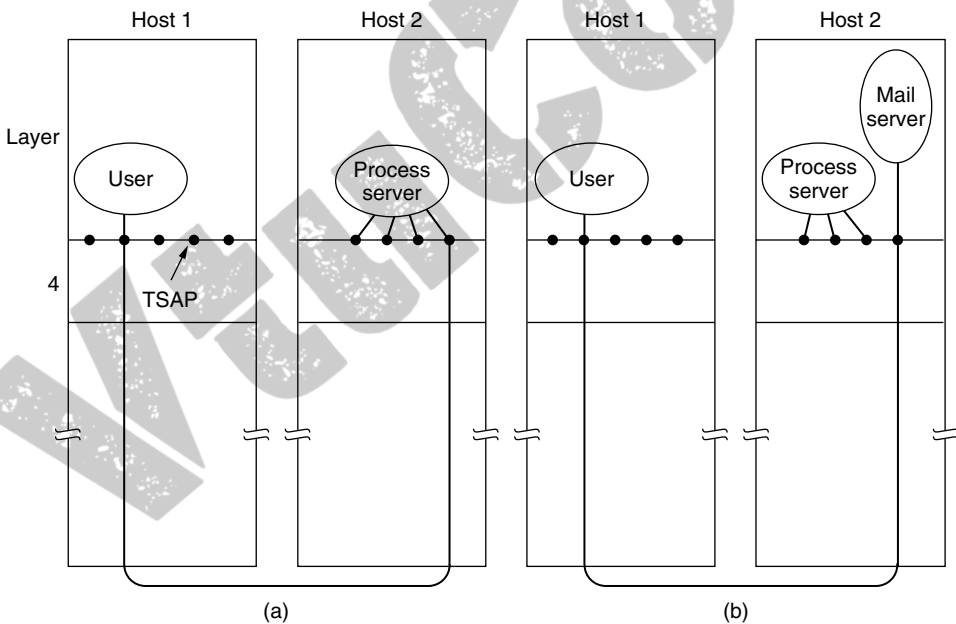 Host 1
Host 2
Host 1
Host 2
Layer
4
User
Process
server
TSAP
User
Process
server
Mail
server
(a)
(b)